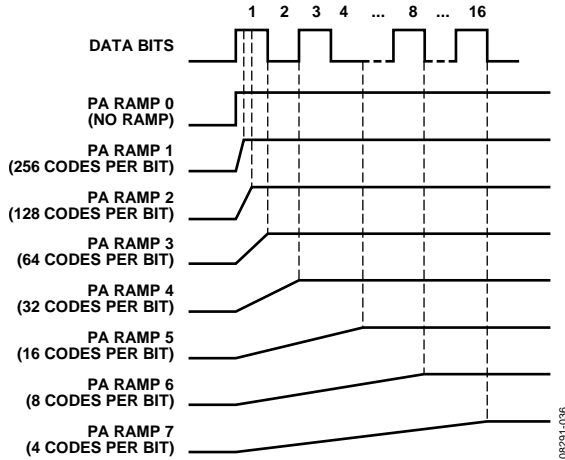 1 2 3 4 ... 8 ... 16
DATA BITS
PA RAMP 0
(NO RAMP)
PA RAMP 1
(256 CODES PER BIT)
PA RAMP 2
(128 CODES PER BIT)
PA RAMP 3
(64 CODES PER BIT)
PA RAMP 4
(32 CODES PER BIT)
PA RAMP 5
(16 CODES PER BIT)
PA RAMP 6
(8 CODES PER BIT)
PA RAMP 7
(4 CODES PER BIT)
08291-036